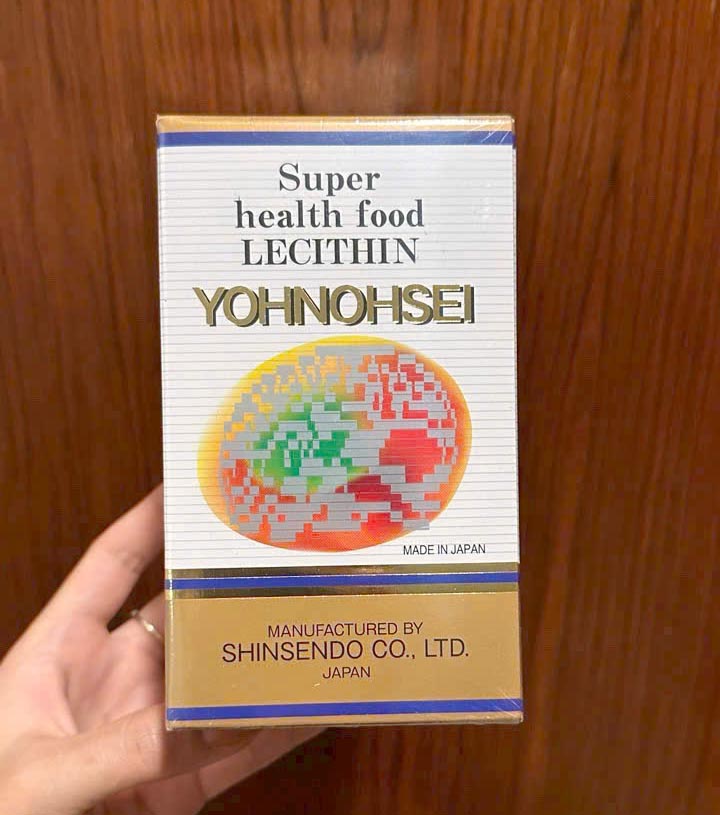 Super
health food
LECITHIN
YOHNOHSEI
MADE IN JAPAN
MANUFACTURED BY
SHINSENDO CO., LTD.
JAPAN